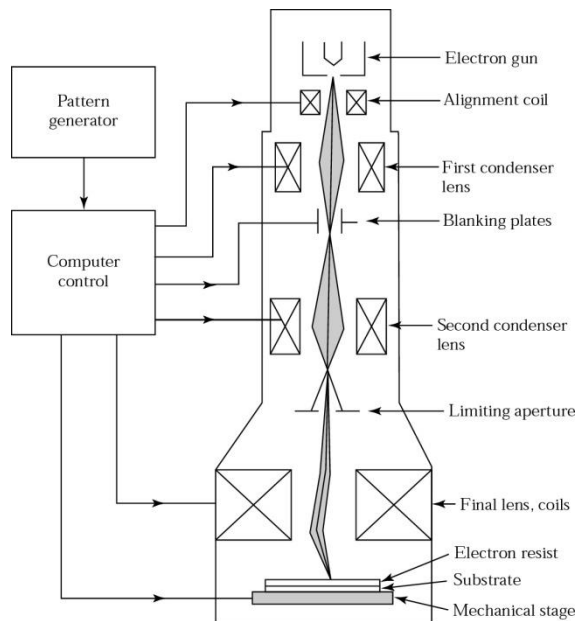 Electron gun
Pattern
generator
Alignment coil
First condenser
lens
Blanking plates
Computer
control
Second condenser
lens
Limiting aperture
Final lens, coils
Electron resist
Substrate
Mechanical stage